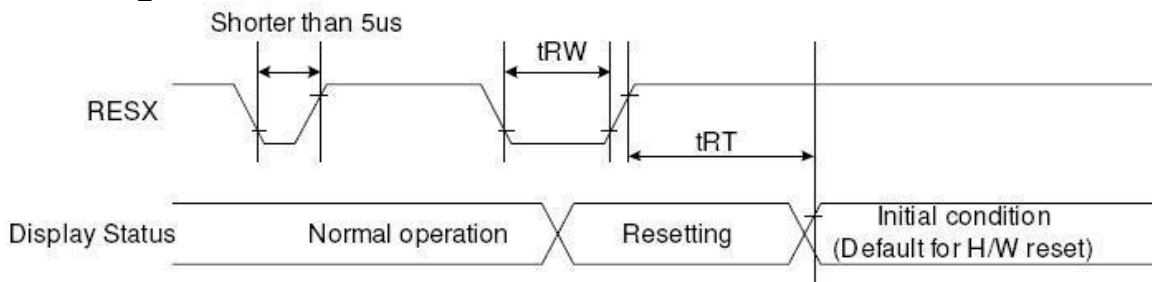 Shorter than 5us
tRW
RESX
tRT
Display Status
Normal operation
Resetting
Initial condition
(Default for H/W reset)